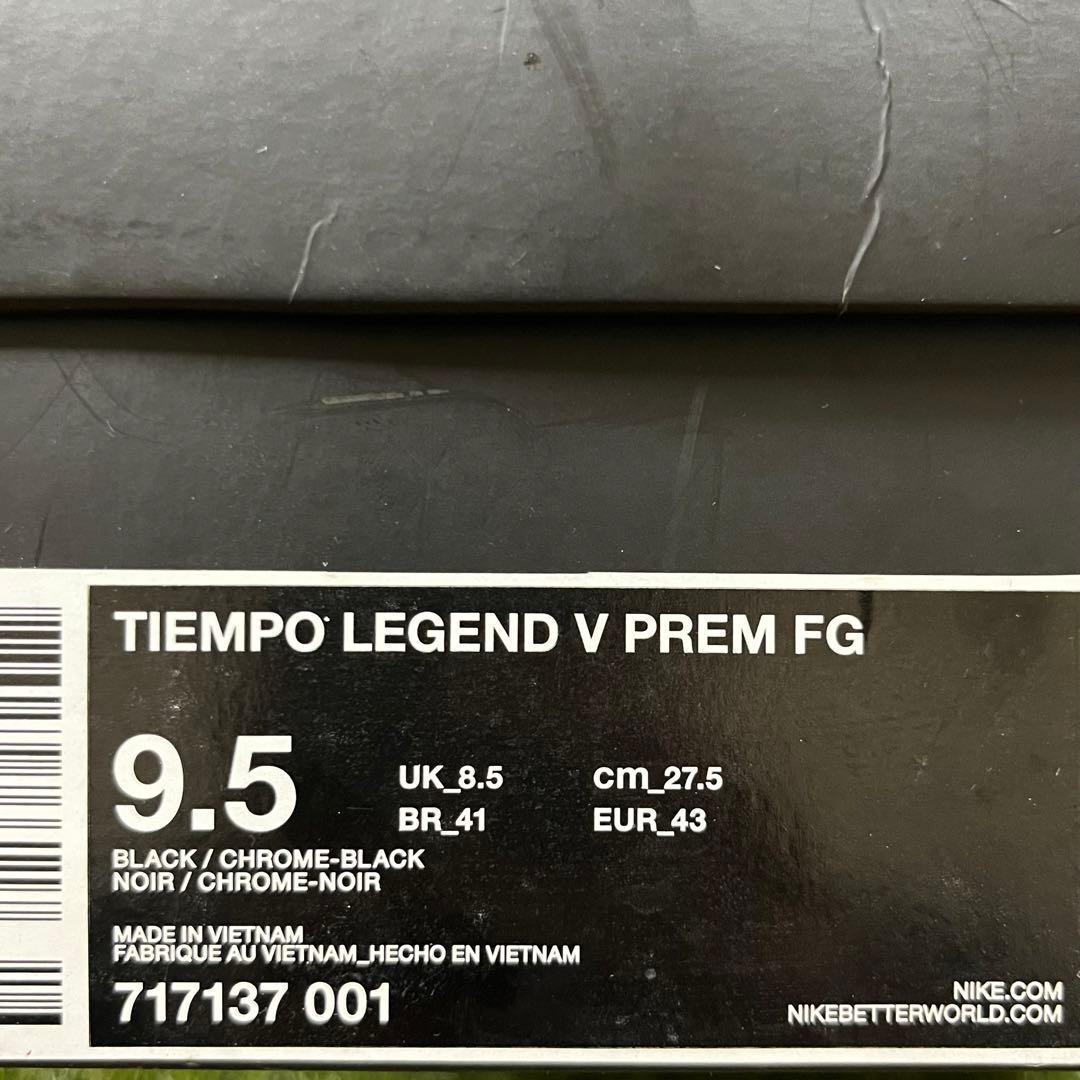 TIEMPO LEGEND V PREM FG
9.5
UK_8.5 cm_27.5
BR_41 EUR_43
BLACK / CHROME-BLACK
NOIR / CHROME-NOIR
MADE IN VIETNAM
FABRIQUE AU VIETNAM_HECHO EN VIETNAM
717137 001
NIKE.COM
NIKEBETTERWORLD.COM